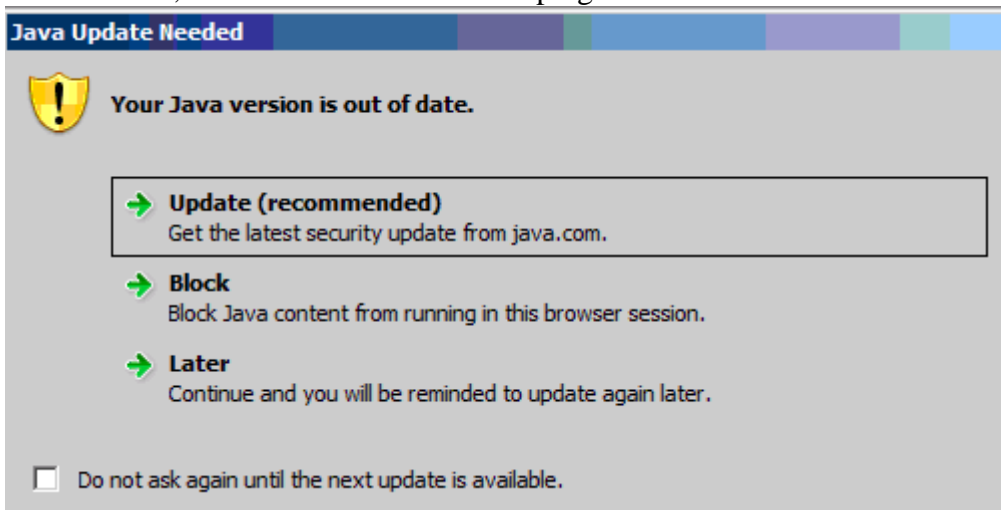 Java Update Needed
Your Java version is out of date.
Update (recommended)
Get the latest security update from java.com.
Block
Block Java content from running in this browser session.
Later
Continue and you will be reminded to update again later.
Do not ask again until the next update is available.